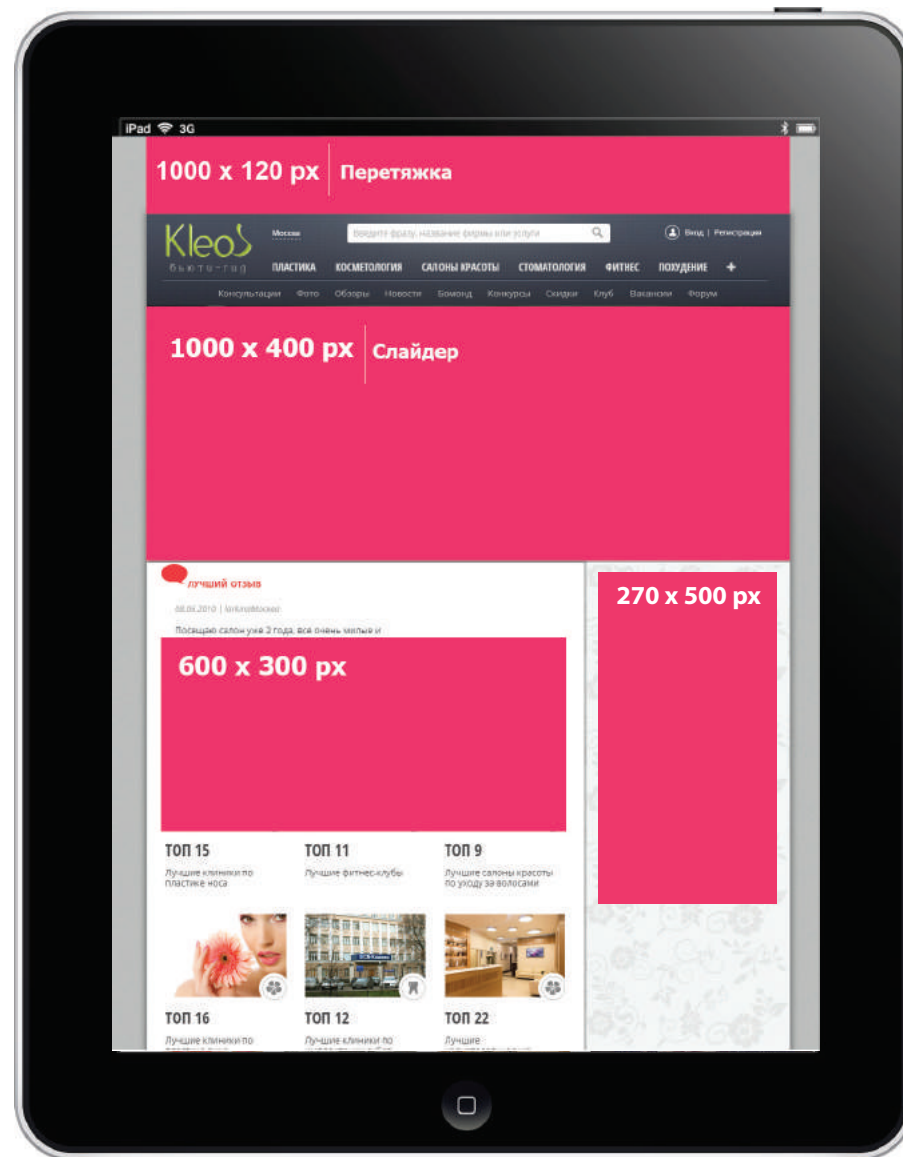 iPad 3G
1000 x 120 px Перетяжка
Kleos
бьюти-гид
Москва
Введите фразу, название фирмы или услуги
Вход | Регистрация
ПЛАСТИКА КОСМЕТОЛОГИЯ САЛОНЫ КРАСОТЫ СТОМАТОЛОГИЯ ФИТНЕС ПОХУДЕНИЕ +
Консультации Фото Обзоры Новости Бомонд Конкурсы Скидки Клуб Вакансии Форум
1000 x 400 px Слайдер
ЛУЧШИЙ ОТЗЫВ
Посещаю салон уже 2 года, все очень милые и
600 x 300 px
270 x 500 px
ТОП 15 ТОП 11 ТОП 9
Лучшие клиники по Лучшие фитнес-клубы Лучшие салоны красоты
пластике носа по уходу за волосами
ТОП 16 ТОП 12 ТОП 22
Лучшие клиники по Лучшие клиники по Лучшие